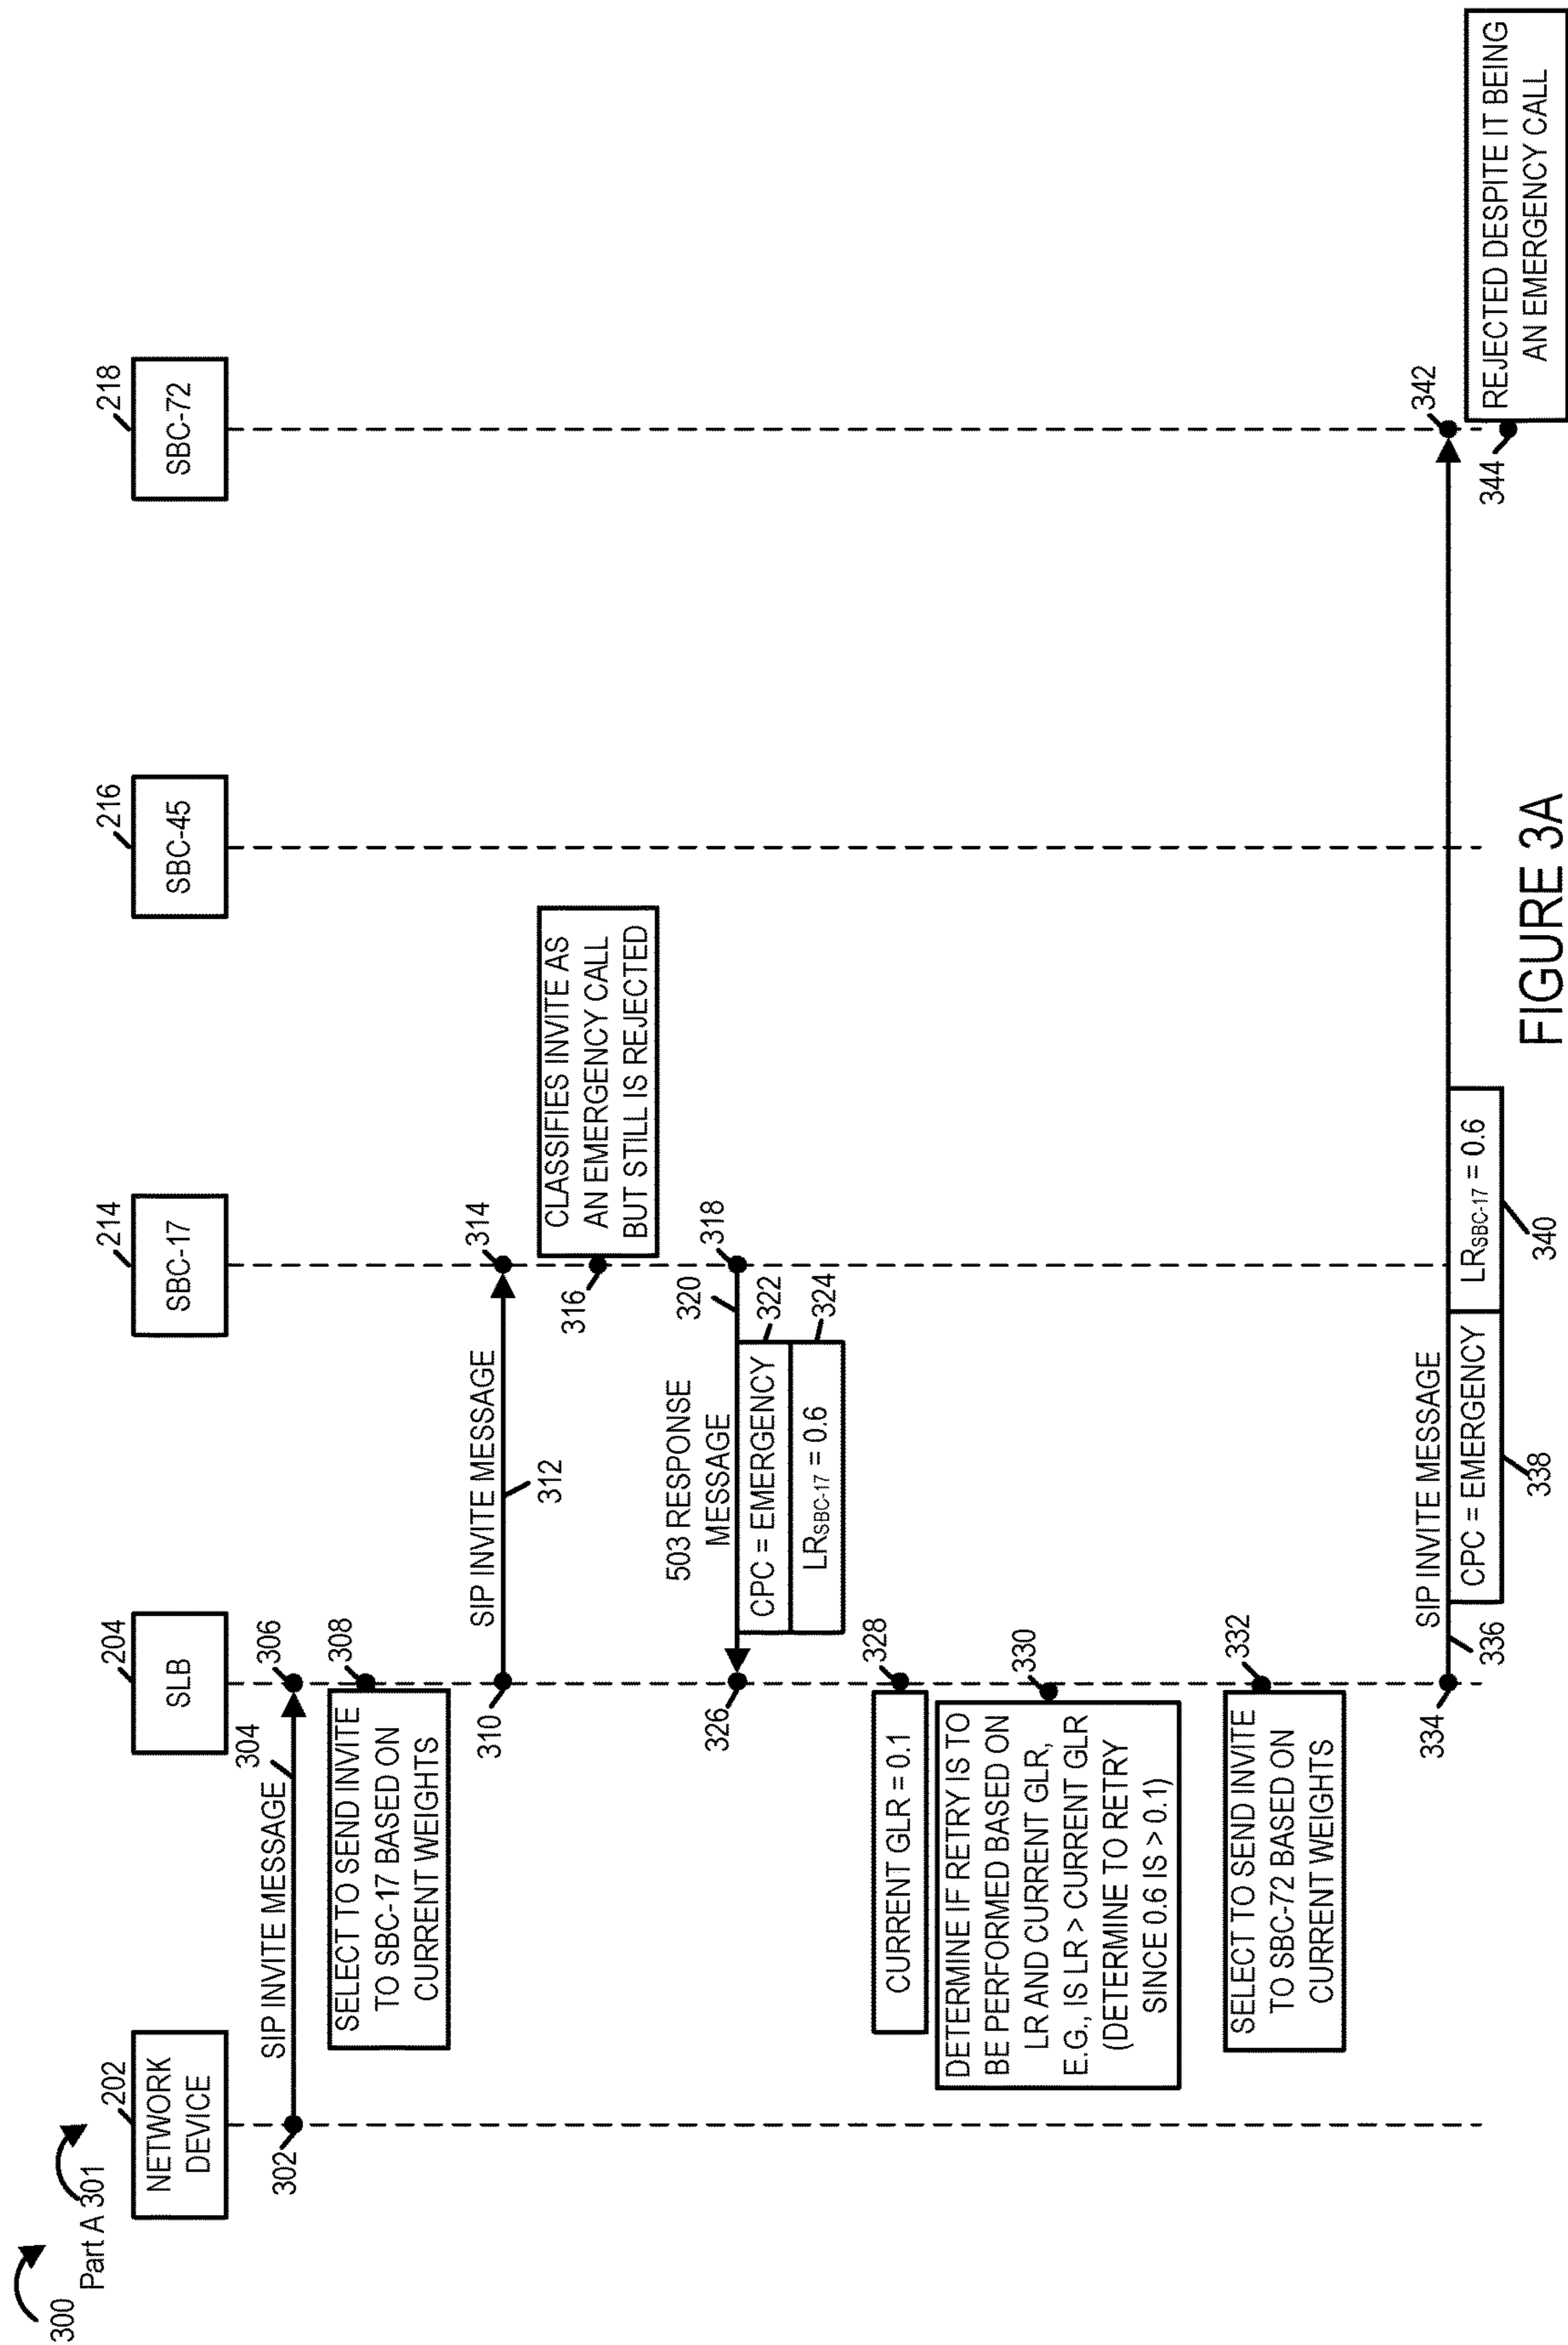 300
Part A 301
202
NETWORK
DEVICE
204
SLB
214
SBC-17
216
SBC-45
218
SBC-72
302
SIP INVITE MESSAGE
304
306
308
SELECT TO SEND INVITE
TO SBC-17 BASED ON
CURRENT WEIGHTS
310
SIP INVITE MESSAGE
312
314
316
CLASSIFIES INVITE AS
AN EMERGENCY CALL
BUT STILL IS REJECTED
318
320
503 RESPONSE
MESSAGE
CPC = EMERGENCY
322
LRSBC-17 = 0.6
324
326
328
CURRENT GLR = 0.1
330
DETERMINE IF RETRY IS TO
BE PERFORMED BASED ON
LR AND CURRENT GLR,
E.G., IS LR > CURRENT GLR
(DETERMINE TO RETRY
SINCE 0.6 IS > 0.1)
332
SELECT TO SEND INVITE
TO SBC-72 BASED ON
CURRENT WEIGHTS
334
SIP INVITE MESSAGE
336
CPC = EMERGENCY
338
LRSBC-17 = 0.6
340
342
344
REJECTED DESPITE IT BEING
AN EMERGENCY CALL
FIGURE 3A